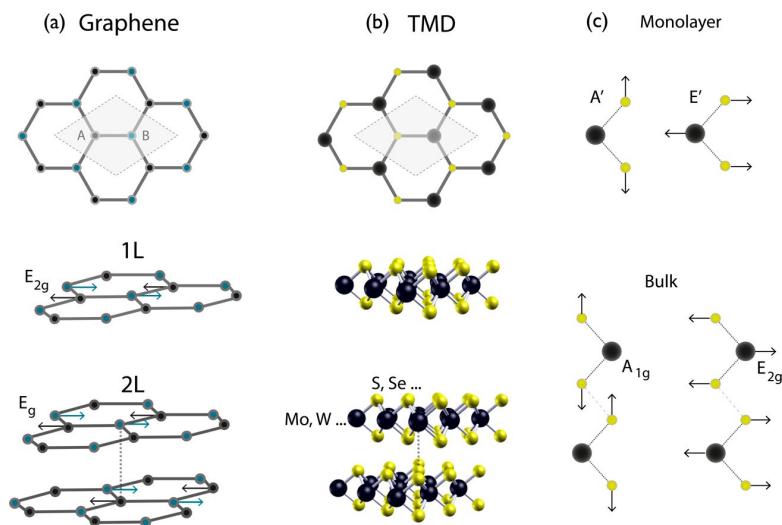 (a) Graphene
(b) TMD
(c) Monolayer
A B
A′ E′
1L
E2g
2L
Eg
S, Se ...
Mo, W ...
Bulk
A1g
E2g